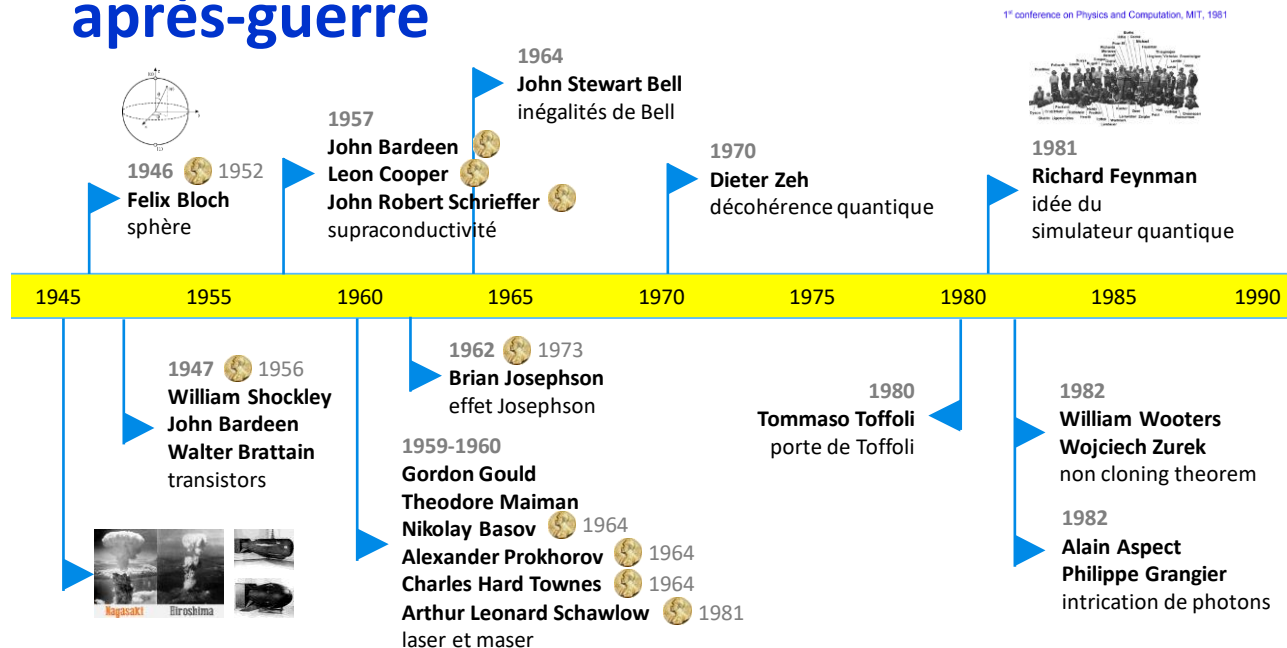 après-guerre
1st conference on Physics and Computation, MIT, 1981
1946 1952
Felix Bloch
sphère
1957
John Bardeen
Leon Cooper
John Robert Schrieffer
supraconductivité
1964
John Stewart Bell
inégalités de Bell
1970
Dieter Zeh
décohérence quantique
1981
Richard Feynman
idée du
simulateur quantique
1945 1955 1960 1965 1970 1975 1980 1985 1990
1947 1956
William Shockley
John Bardeen
Walter Brattain
transistors
Nagasaki Hiroshima
1962 1973
Brian Josephson
effet Josephson
1959-1960
Gordon Gould
Theodore Maiman
Nikolay Basov 1964
Alexander Prokhorov 1964
Charles Hard Townes 1964
Arthur Leonard Schawlow 1981
laser et maser
1980
Tommaso Toffoli
porte de Toffoli
1982
William Wooters
Wojciech Zurek
non cloning theorem
1982
Alain Aspect
Philippe Grangier
intrication de photons